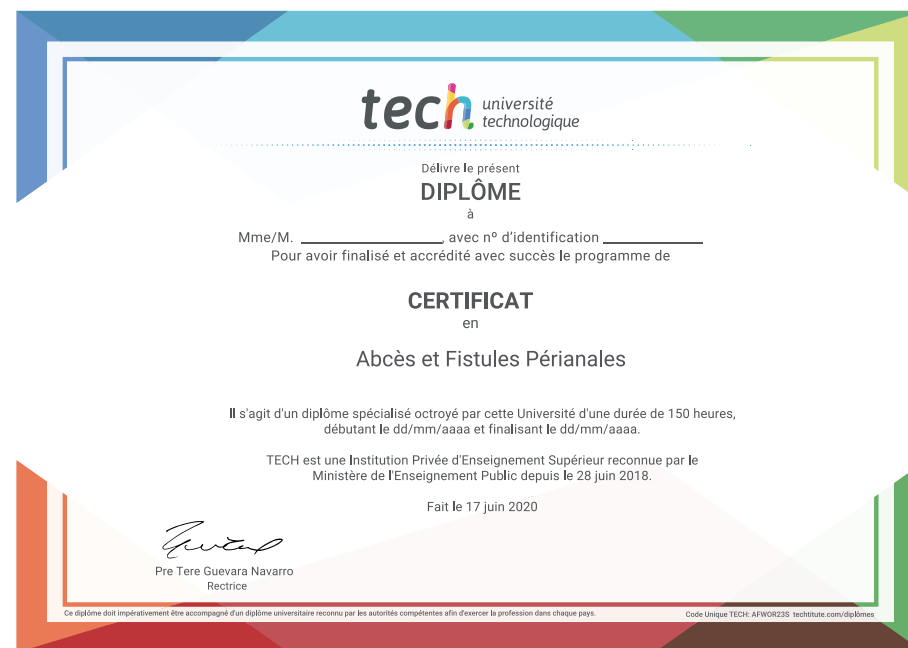 tech université
technologique
Délivre le présent
DIPLÔME
à
Mme/M. ____________________, avec nº d'identification ______________
Pour avoir finalisé et accrédité avec succès le programme de
CERTIFICAT
en
Abcès et Fistules Périanales
Il s'agit d'un diplôme spécialisé octroyé par cette Université d'une durée de 150 heures,
débutant le dd/mm/aaaa et finalisant le dd/mm/aaaa.
TECH est une Institution Privée d'Enseignement Supérieur reconnue par le
Ministère de l'Enseignement Public depuis le 28 juin 2018.
Fait le 17 juin 2020
Pre Tere Guevara Navarro
Rectrice
Ce diplôme doit impérativement être accompagné d'un diplôme universitaire reconnu par les autorités compétentes afin d'exercer la profession dans chaque pays.
Code Unique TECH: AFWOR23S techtitute.com/diplômes